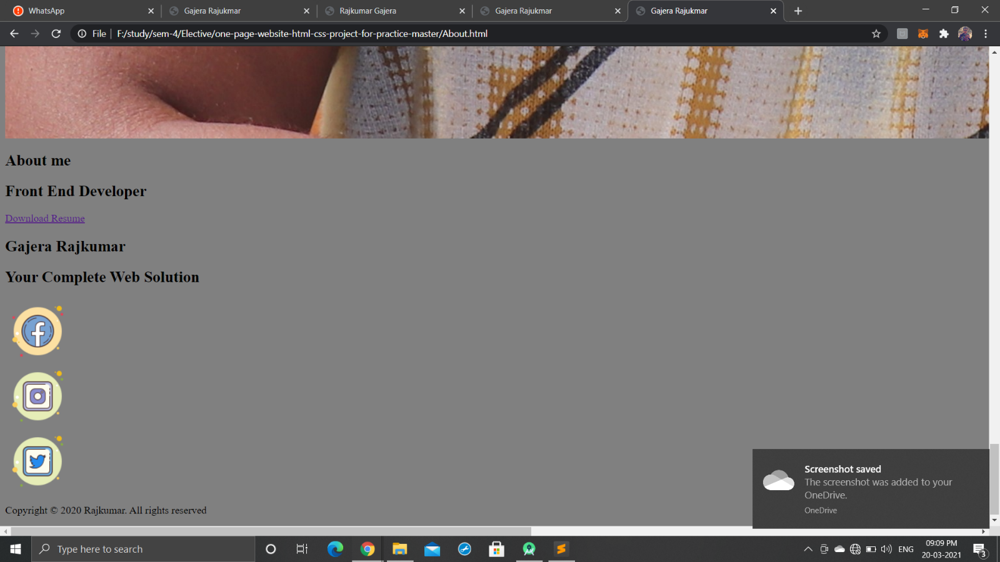 WhatsApp
Gajera Rajukmar
Rajkumar Gajera
Gajera Rajukmar
Gajera Rajukmar
File
F:/study/sem-4/Elective/one-page-website-html-css-project-for-practice-master/About.html
About me
Front End Developer
Download Resume
Gajera Rajkumar
Your Complete Web Solution
Copyright © 2020 Rajkumar. All rights reserved
Screenshot saved
The screenshot was added to your
OneDrive.
OneDrive
Type here to search
ENG
09:09 PM
20-03-2021
3